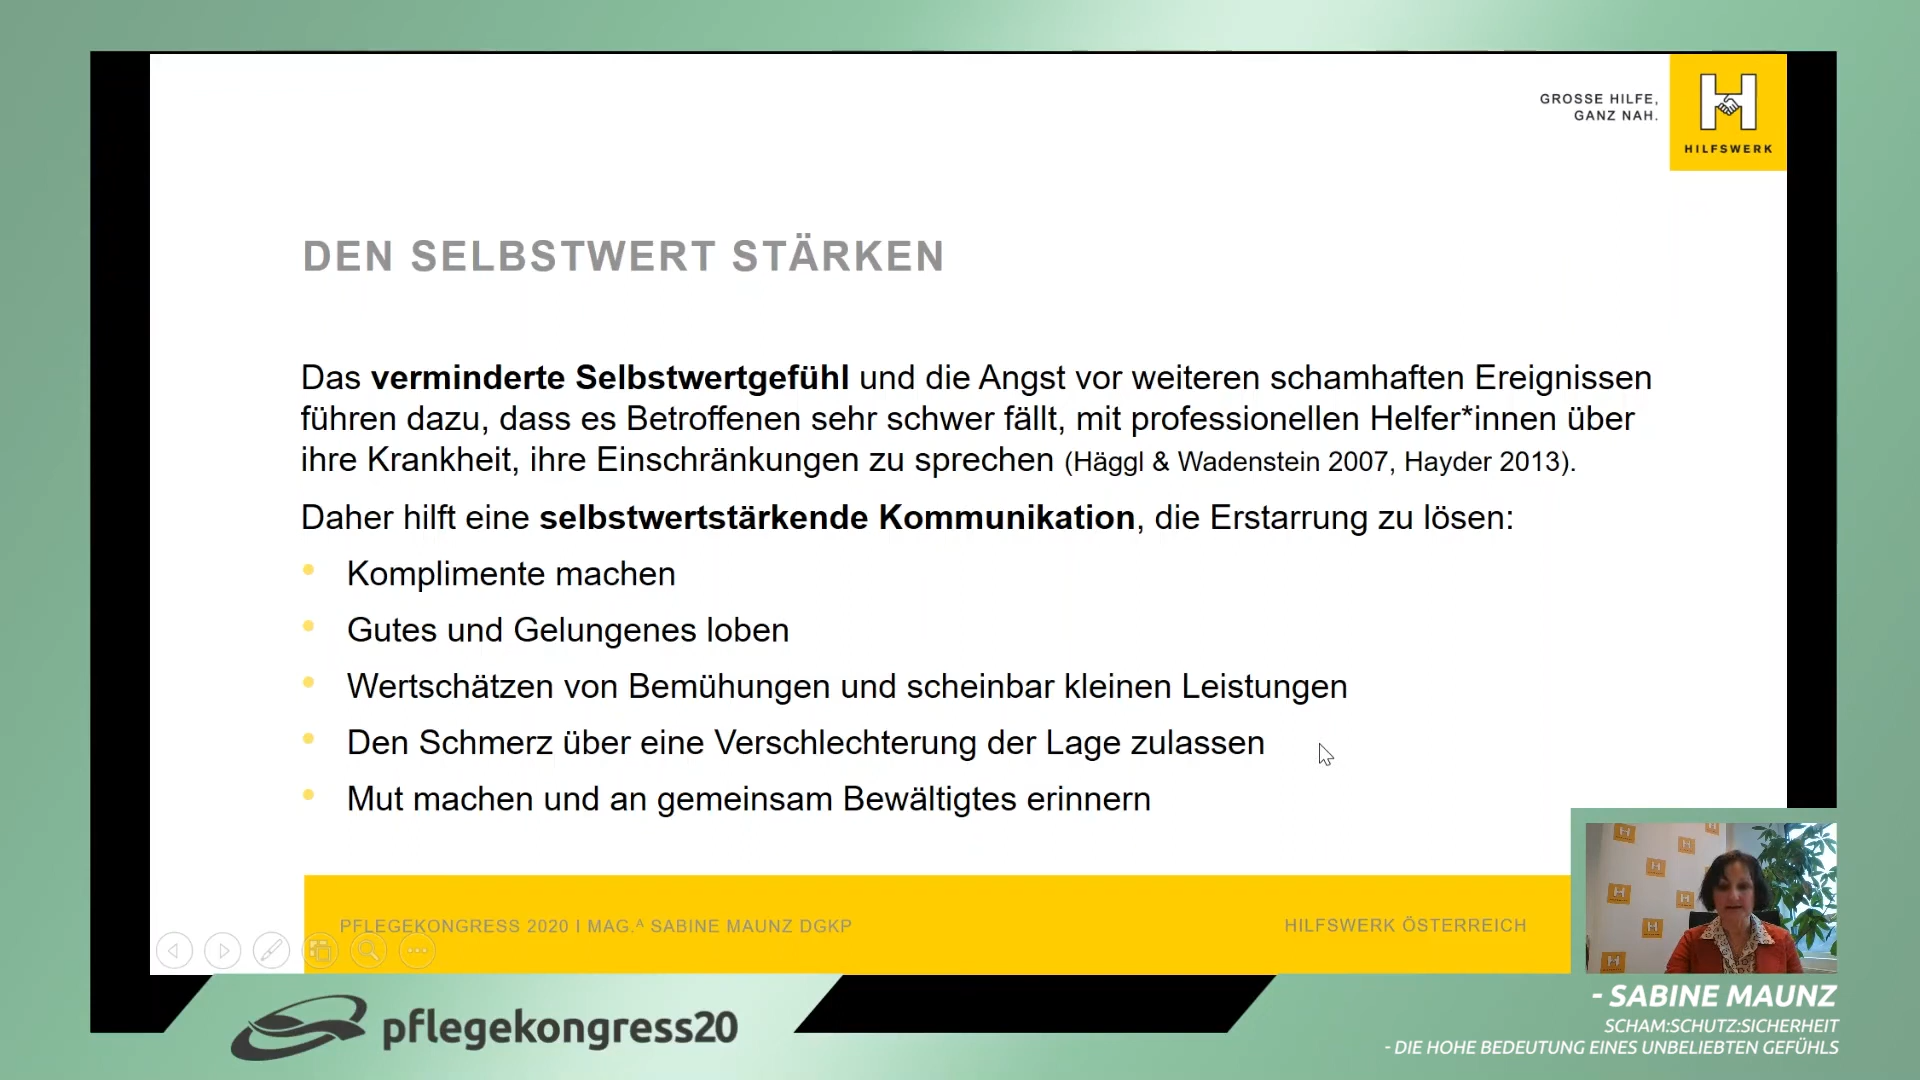 GROSSE HILFE,
GANZ NAH.
HILFSWERK
DEN SELBSTWERT STÄRKEN
Das verminderte Selbstwertgefühl und die Angst vor weiteren schamhaften Ereignissen
führen dazu, dass es Betroffenen sehr schwer fällt, mit professionellen Helfer*innen über
ihre Krankheit, ihre Einschränkungen zu sprechen (Häggl & Wadenstein 2007, Hayder 2013).
Daher hilft eine selbstwertstärkende Kommunikation, die Erstarrung zu lösen:
• Komplimente machen
• Gutes und Gelungenes loben
• Wertschätzen von Bemühungen und scheinbar kleinen Leistungen
• Den Schmerz über eine Verschlechterung der Lage zulassen
• Mut machen und an gemeinsam Bewältigtes erinnern
PFLEGEKONGRESS 2020 I MAG.ᴬ SABINE MAUNZ DGKP
HILFSWERK ÖSTERREICH
pflegekongress20
- SABINE MAUNZ
SCHAM:SCHUTZ:SICHERHEIT
- DIE HOHE BEDEUTUNG EINES UNBELIEBTEN GEFÜHLS